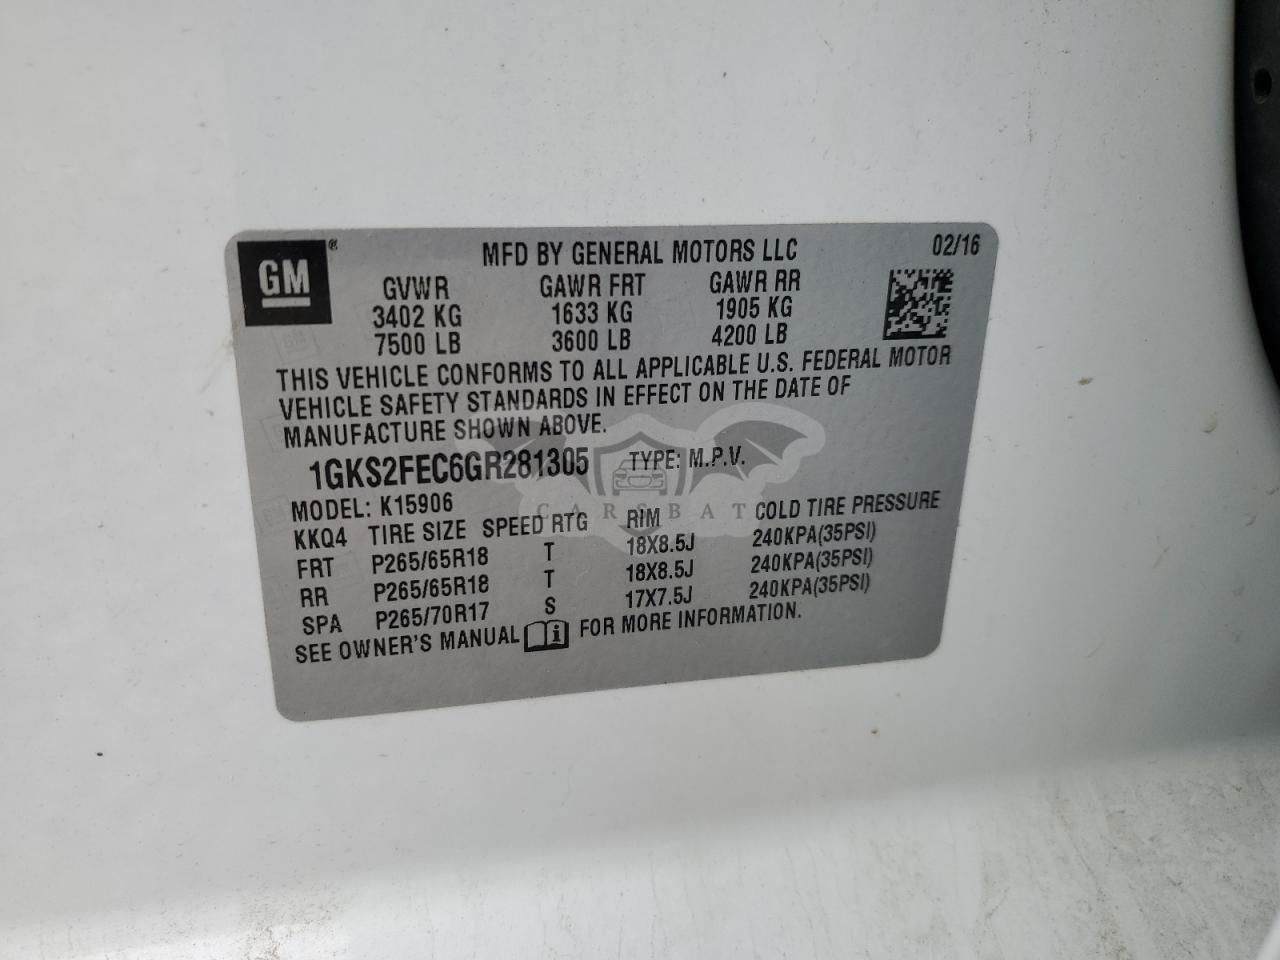 GM ®
MFD BY GENERAL MOTORS LLC 02/16
GVWR GAWR FRT GAWR RR
3402 KG 1633 KG 1905 KG
7500 LB 3600 LB 4200 LB
THIS VEHICLE CONFORMS TO ALL APPLICABLE U.S. FEDERAL MOTOR
VEHICLE SAFETY STANDARDS IN EFFECT ON THE DATE OF
MANUFACTURE SHOWN ABOVE.
1GKS2FEC6GR281305 TYPE: M.P.V.
MODEL: K15906
CARSBAT
KKQ4 TIRE SIZE SPEED RTG RIM COLD TIRE PRESSURE
FRT P265/65R18 T 18X8.5J 240KPA(35PSI)
RR P265/65R18 T 18X8.5J 240KPA(35PSI)
SPA P265/70R17 S 17X7.5J 240KPA(35PSI)
SEE OWNER'S MANUAL i FOR MORE INFORMATION.